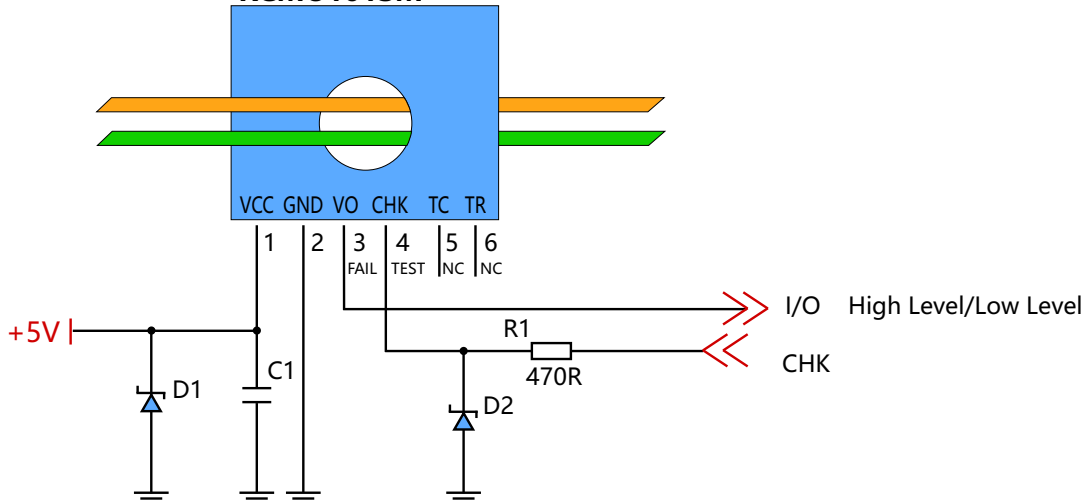 VCC GND VO CHK TC TR
1 2 3 4 5 6
FAIL TEST NC NC
I/O High Level/Low Level
+5V
R1
CHK
C1
470R
D1
D2